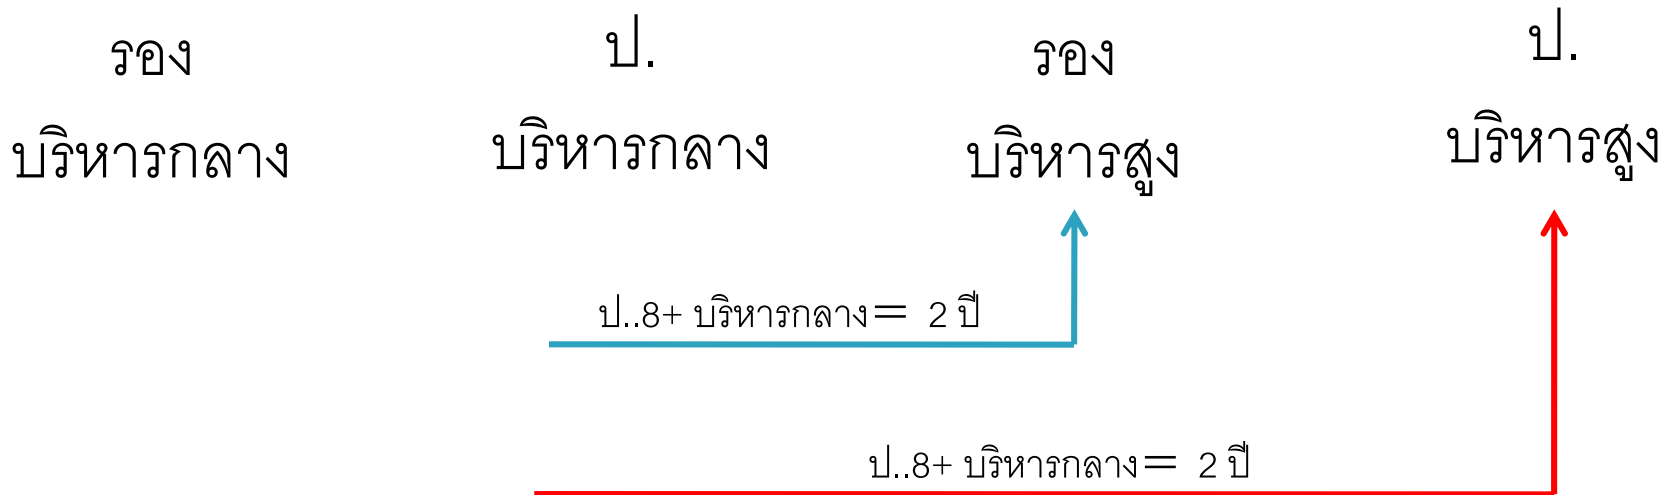 รอง
บริหารกลาง
ป.
บริหารกลาง
รอง
บริหารสูง
ป.
บริหารสูง
ป..8+ บริหารกลาง= 2 ปี
ป..8+ บริหารกลาง= 2 ปี